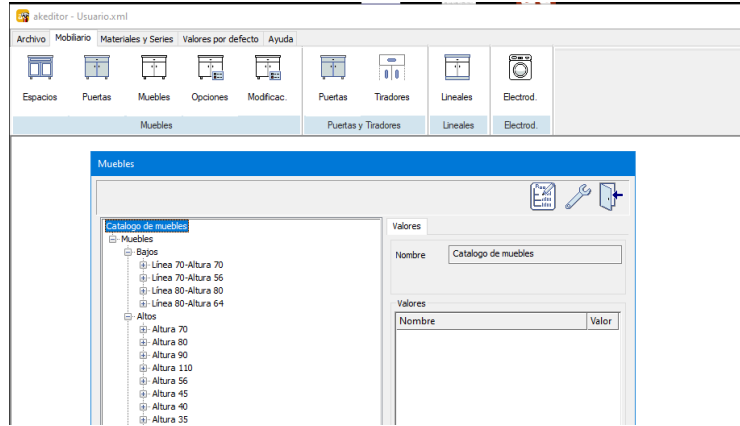 akeditor - Usuario.xml
Archivo Mobiliario Materiales y Series Valores por defecto Ayuda
Espacios Puertas Muebles Opciones Modificac. Puertas Tiradores Lineales Electrod.
Muebles Puertas y Tiradores Lineales Electrod.
Muebles
Catalogo de muebles
Muebles
Bajos
Línea 70-Altura 70
Línea 70-Altura 56
Línea 80-Altura 80
Línea 80-Altura 64
Altos
Altura 70
Altura 80
Altura 90
Altura 110
Altura 56
Altura 45
Altura 40
Altura 35
Valores
Nombre Catalogo de muebles
Valores
Nombre Valor